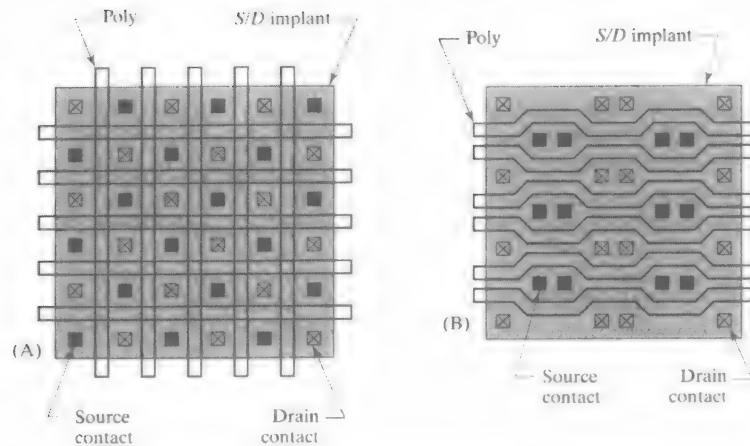 Poly
S/D implant
(A)
Source
contact
Drain
contact
Poly
S/D implant
(B)
Source
contact
Drain
contact